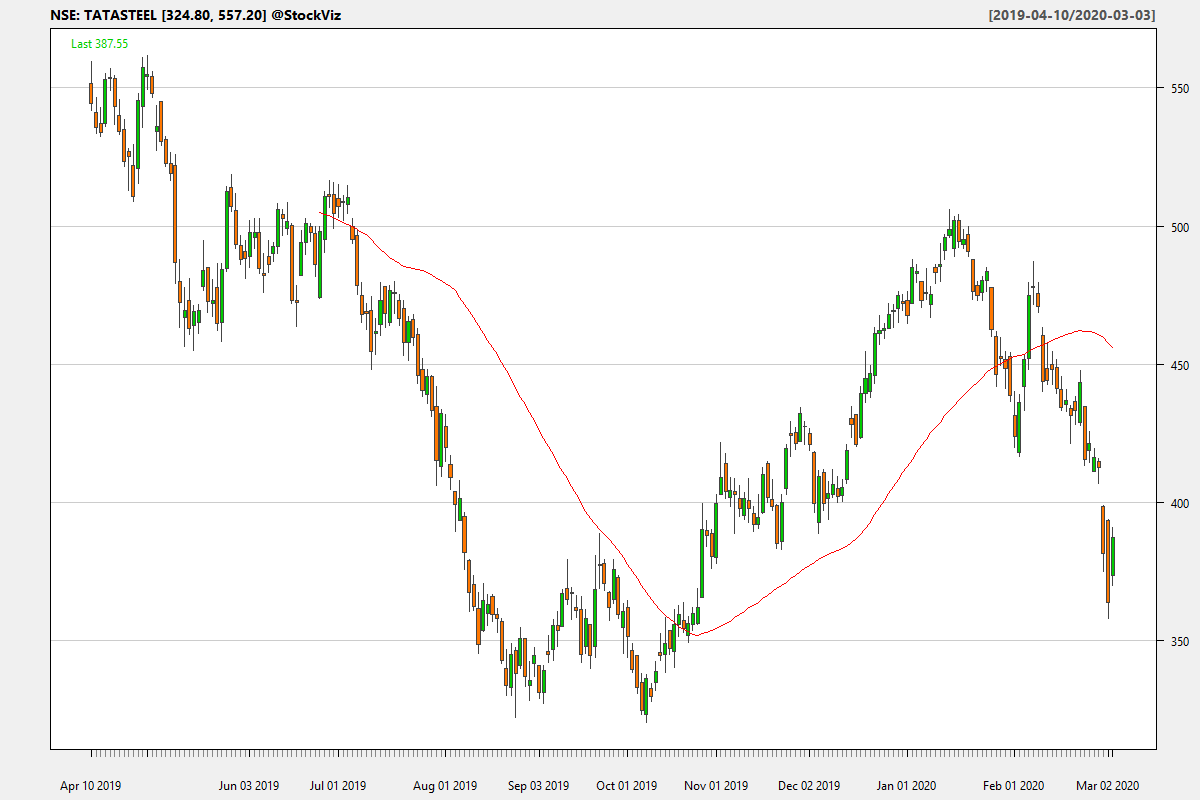 NSE: TATASTEEL [324.80, 557.20] @StockViz
[2019-04-10/2020-03-03]
Last 387.55
550
500
450
400
350
Apr 10 2019 Jun 03 2019 Jul 01 2019 Aug 01 2019 Sep 03 2019 Oct 01 2019 Nov 01 2019 Dec 02 2019 Jan 01 2020 Feb 01 2020 Mar 02 2020